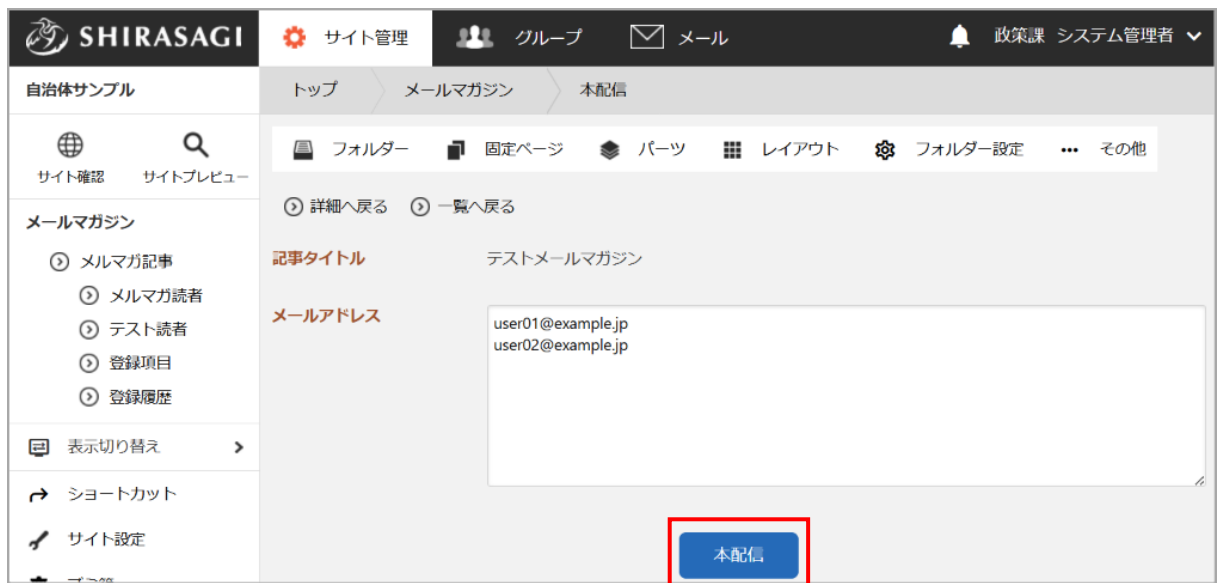 SHIRASAGI
サイト管理
グループ
メール
政策課 システム管理者
自治体サンプル
トップ
メールマガジン
本配信
サイト確認
サイトプレビュー
フォルダー
固定ページ
パーツ
レイアウト
フォルダー設定
その他
詳細へ戻る
一覧へ戻る
メールマガジン
メルマガ記事
メルマガ読者
テスト読者
登録項目
登録履歴
表示切り替え
ショートカット
サイト設定
記事タイトル
テストメールマガジン
メールアドレス
user01@example.jp
user02@example.jp
本配信